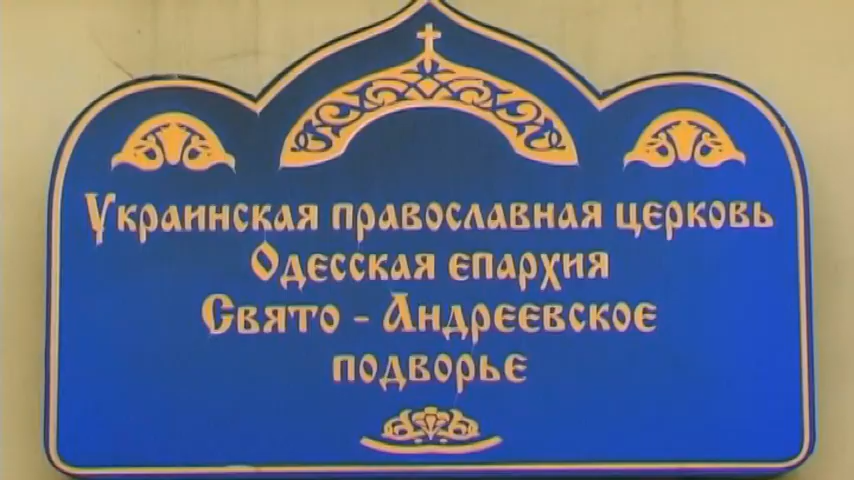 Украинская православная церковь
Одесская епархия
Свято - Андреевское
подворье